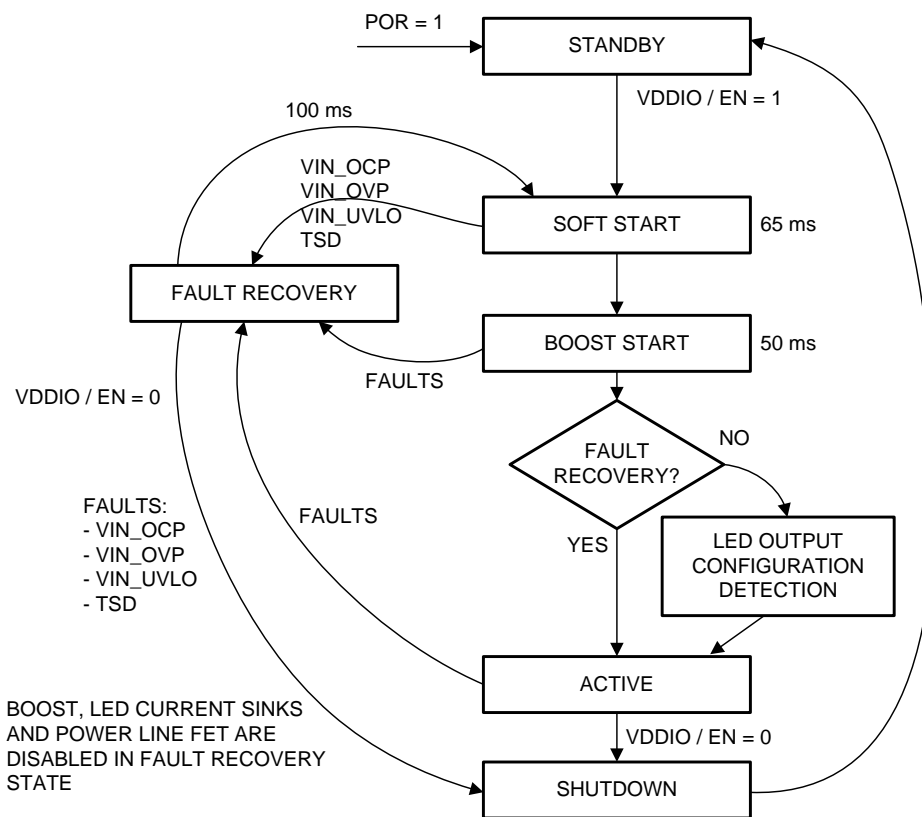 POR = 1
STANDBY
VDDIO / EN = 1
100 ms
VIN_OCP
VIN_OVP
VIN_UVLO
TSD
SOFT START
65 ms
FAULT RECOVERY
BOOST START
50 ms
FAULTS
VDDIO / EN = 0
FAULT
RECOVERY?
NO
YES
FAULTS:
- VIN_OCP
- VIN_OVP
- VIN_UVLO
- TSD
FAULTS
LED OUTPUT
CONFIGURATION
DETECTION
ACTIVE
BOOST, LED CURRENT SINKS
AND POWER LINE FET ARE
DISABLED IN FAULT RECOVERY
STATE
VDDIO / EN = 0
SHUTDOWN